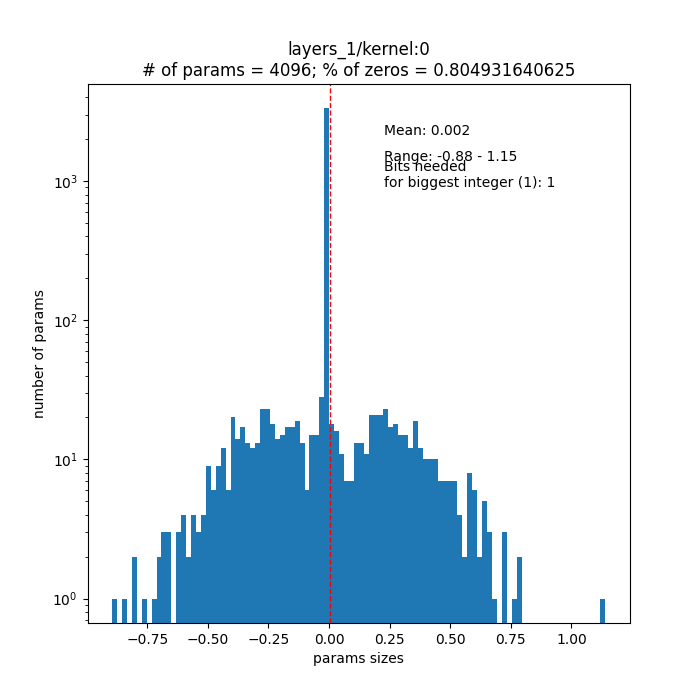 layers_1/kernel:0
# of params = 4096; % of zeros = 0.804931640625
Mean: 0.002
Range: -0.88 - 1.15
Bits needed
for biggest integer (1): 1
number of params
10³
10²
10¹
10⁰
−0.75 −0.50 −0.25 0.00 0.25 0.50 0.75 1.00
params sizes